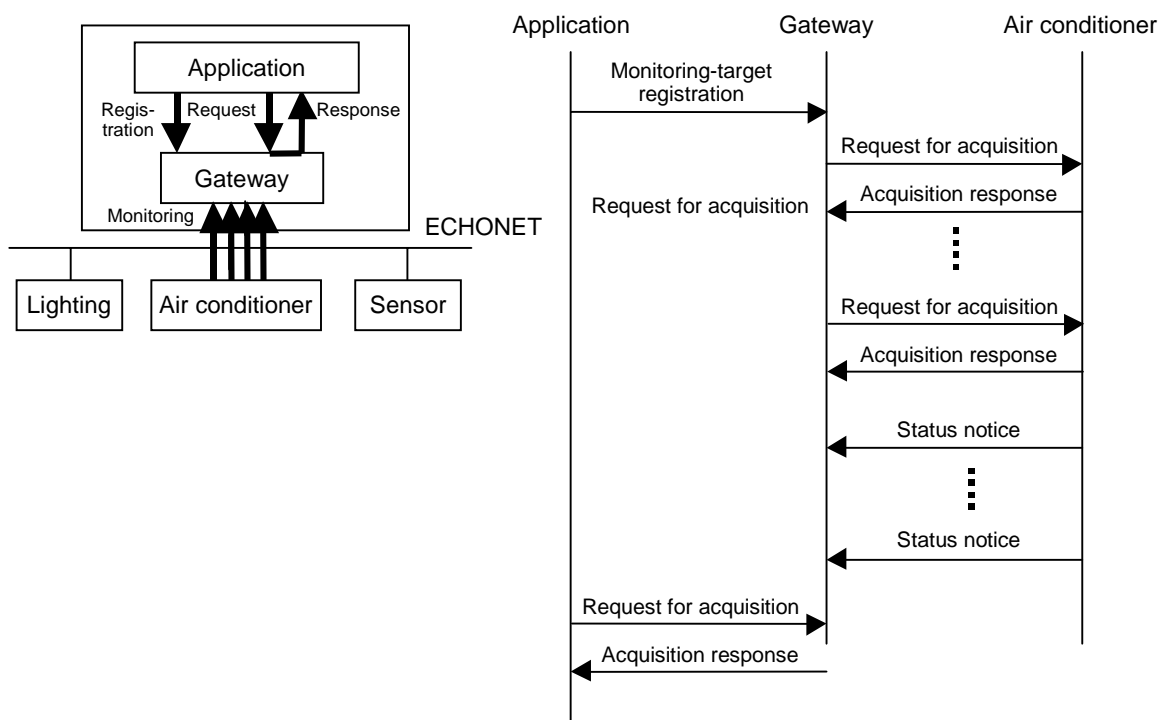 Application
Regis-
tration
Request
Response
Gateway
Monitoring
ECHONET
Lighting
Air conditioner
Sensor
Application
Gateway
Air conditioner
Monitoring-target
registration
Request for acquisition
Request for acquisition
Acquisition response
Request for acquisition
Acquisition response
Status notice
Status notice
Request for acquisition
Acquisition response